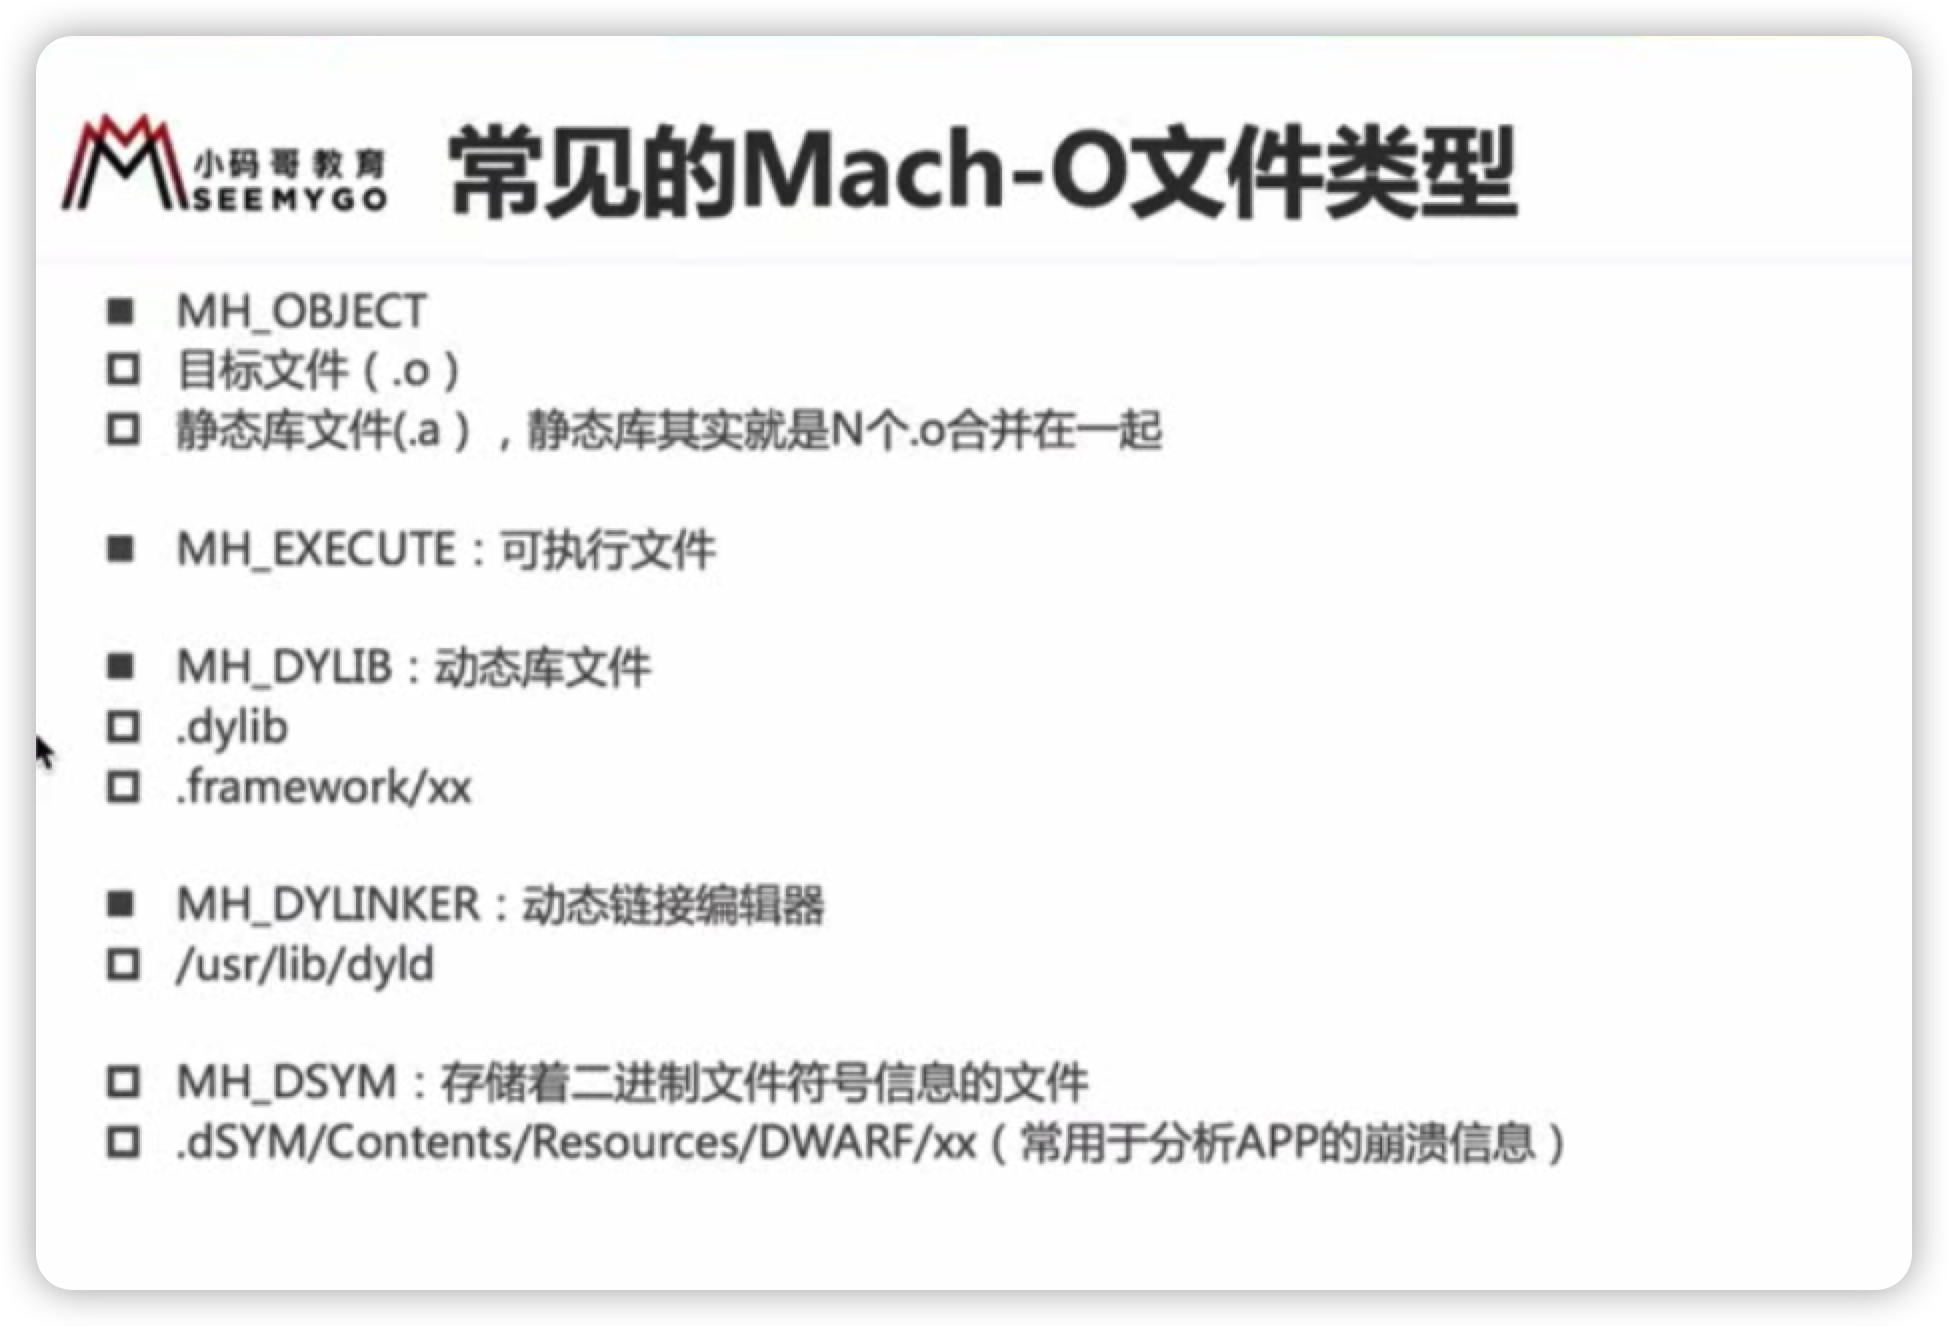 小码哥教育
SEEMYGO
常见的Mach-O文件类型
■ MH_OBJECT
□ 目标文件（.o）
□ 静态库文件(.a），静态库其实就是N个.o合并在一起
■ MH_EXECUTE：可执行文件
■ MH_DYLIB：动态库文件
□ .dylib
□ .framework/xx
■ MH_DYLINKER：动态链接编辑器
□ /usr/lib/dyld
□ MH_DSYM：存储着二进制文件符号信息的文件
□ .dSYM/Contents/Resources/DWARF/xx（常用于分析APP的崩溃信息）